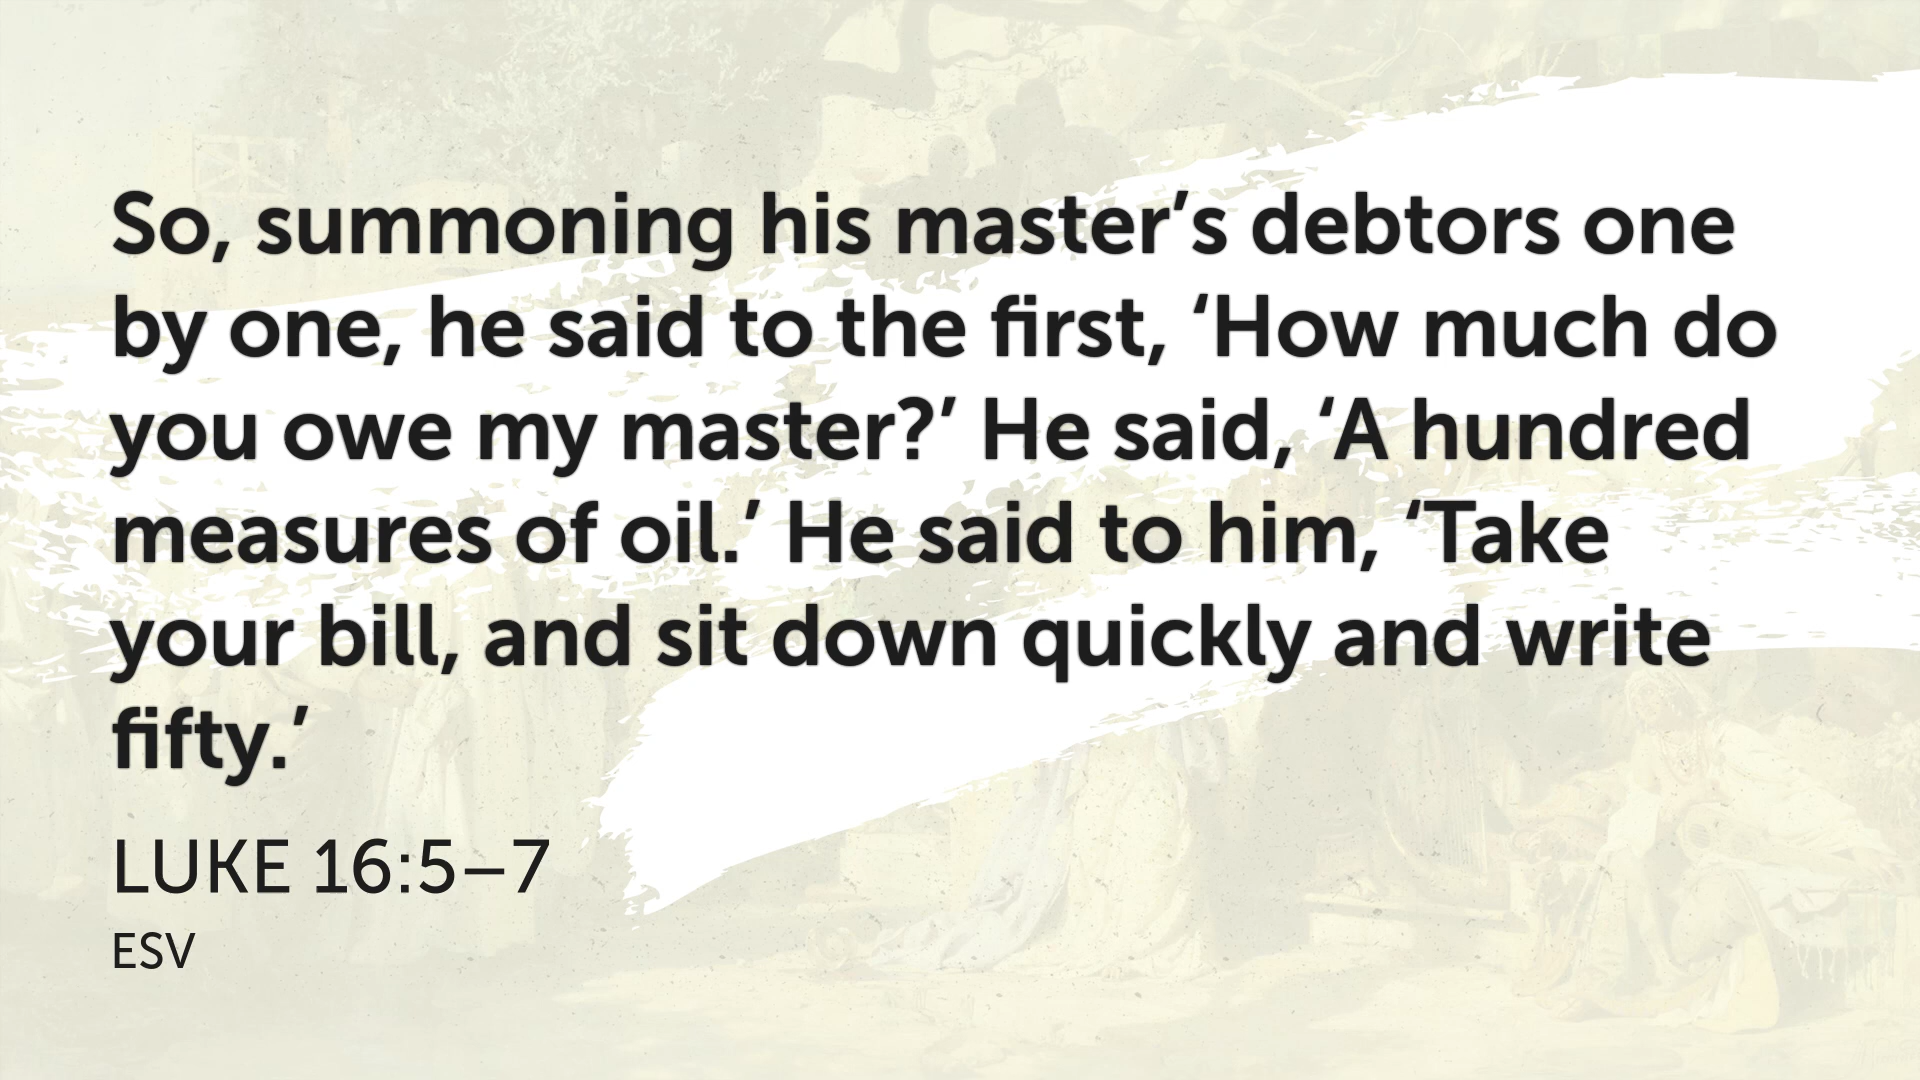 So, summoning his master’s debtors one
by one, he said to the first, ‘How much do
you owe my master?’ He said, ‘A hundred
measures of oil.’ He said to him, ‘Take
your bill, and sit down quickly and write
fifty.’
LUKE 16:5–7
ESV